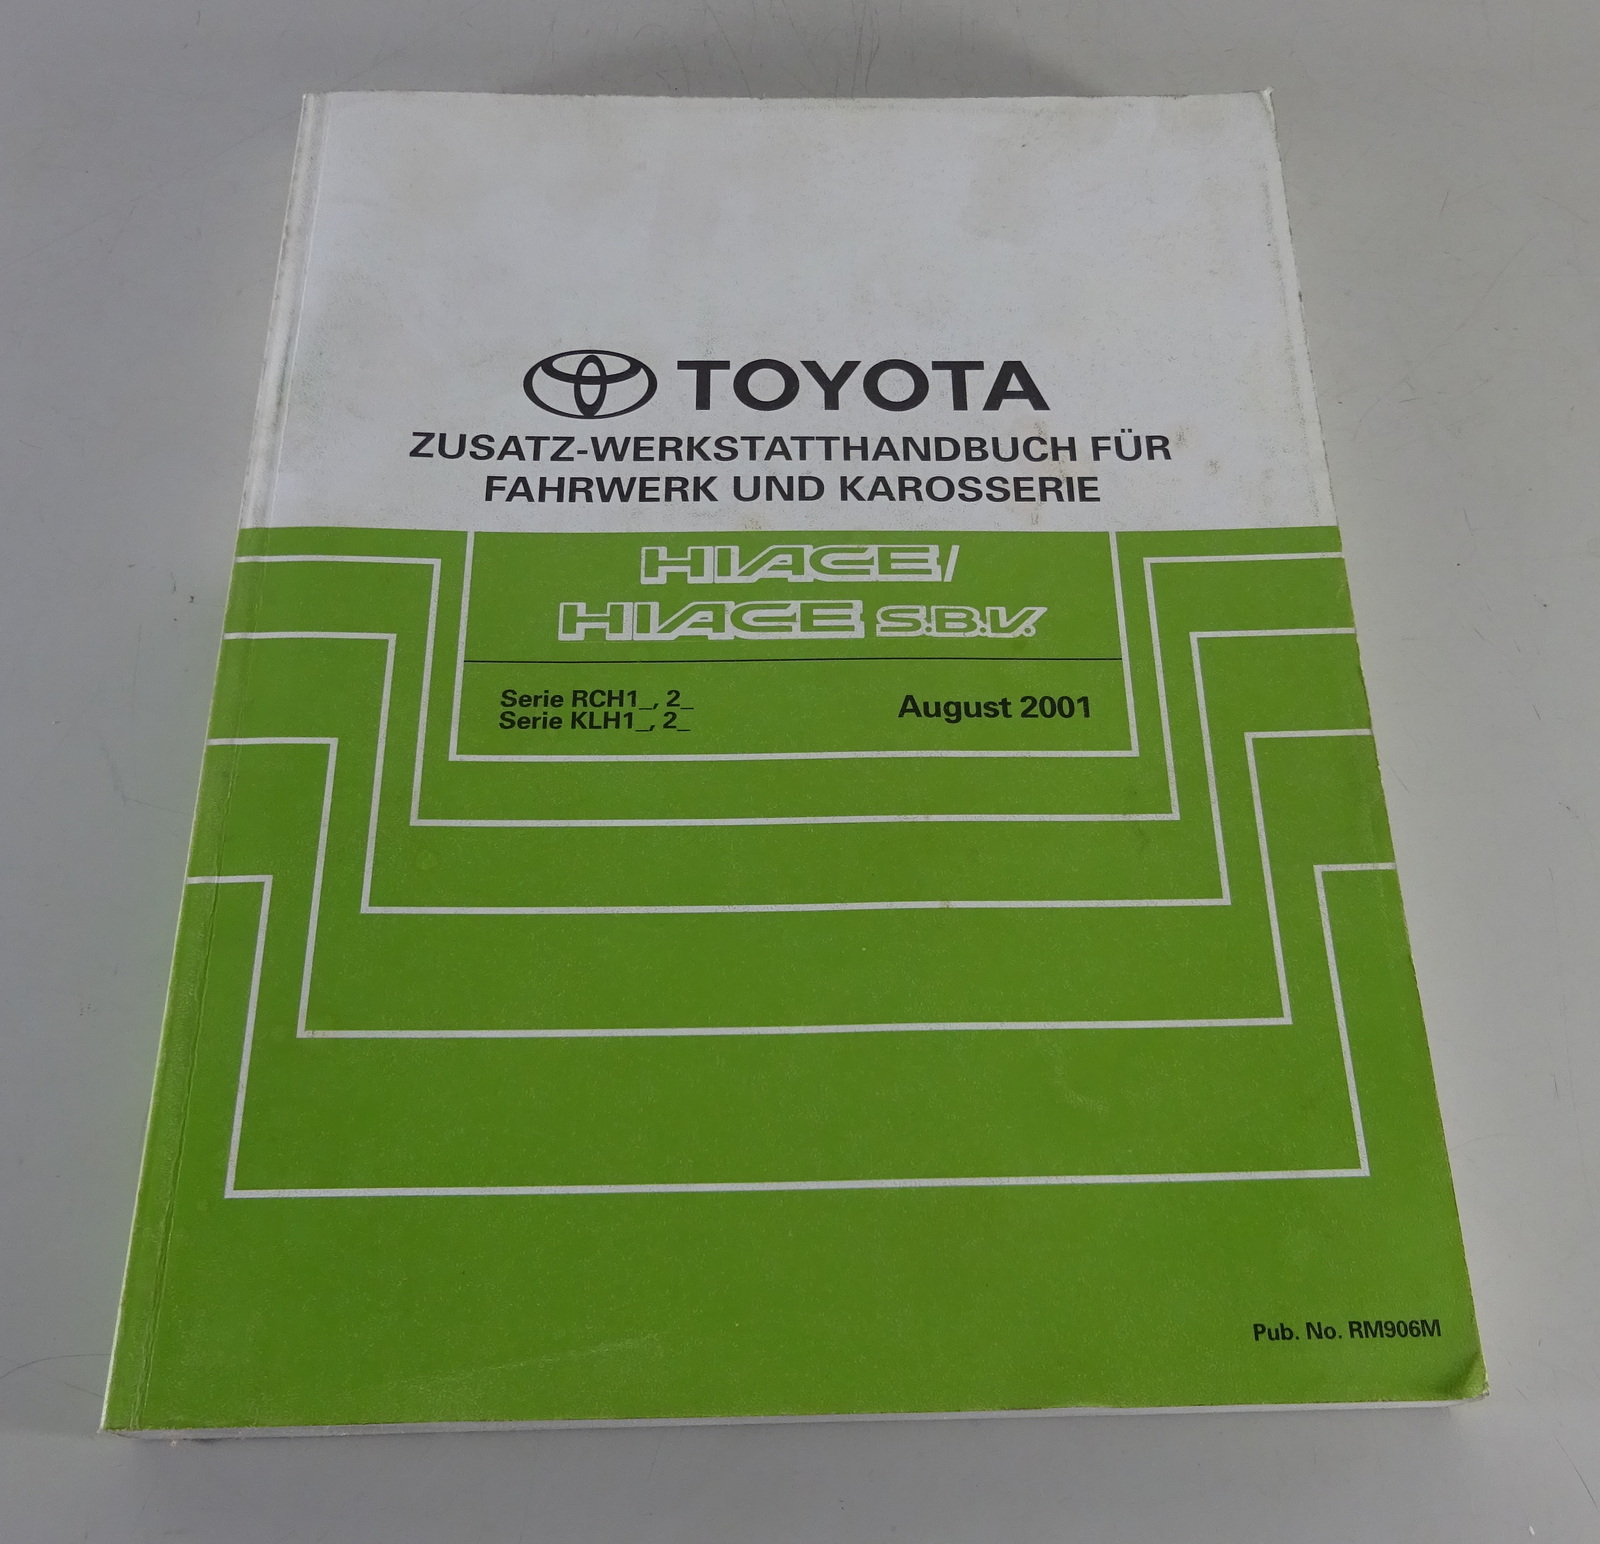 TOYOTA
ZUSATZ-WERKSTATTHANDBUCH FÜR
FAHRWERK UND KAROSSERIE
HIACE/
HIACE S.B.V.
Serie RCH1_, 2_
Serie KLH1_, 2_
August 2001
Pub. No. RM906M